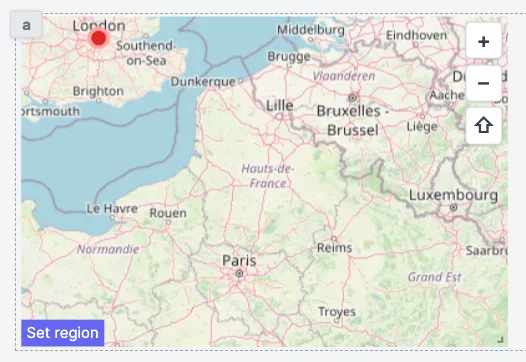 a
London
Southend-
on-Sea
Middelburg
Eindhoven
+
Brugge
Vlaanderen
Dunkerque
Brighton
ortsmouth
−
Lille
Bruxelles -
Brussel
Aache
Liège
Hauts-de-
France
Luxembourg
Le Havre
Rouen
Normandie
Reims
Saarbr
Paris
Grand Est
Troyes
Set region